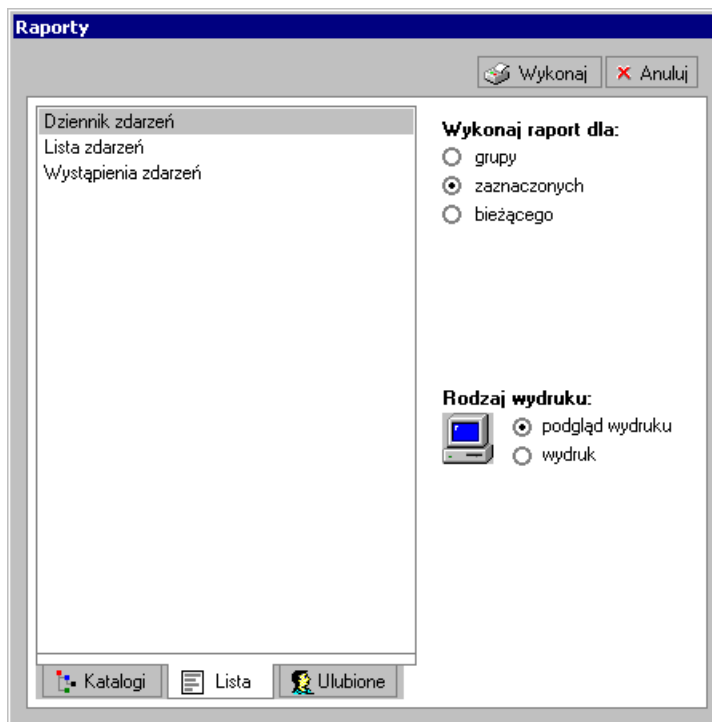 Raporty
Wykonaj
Anuluj
Dziennik zdarzeń
Lista zdarzeń
Wystąpienia zdarzeń
Wykonaj raport dla:
grupy
zaznaczonych
bieżącego
Rodzaj wydruku:
podgląd wydruku
wydruk
Katalogi
Lista
Ulubione